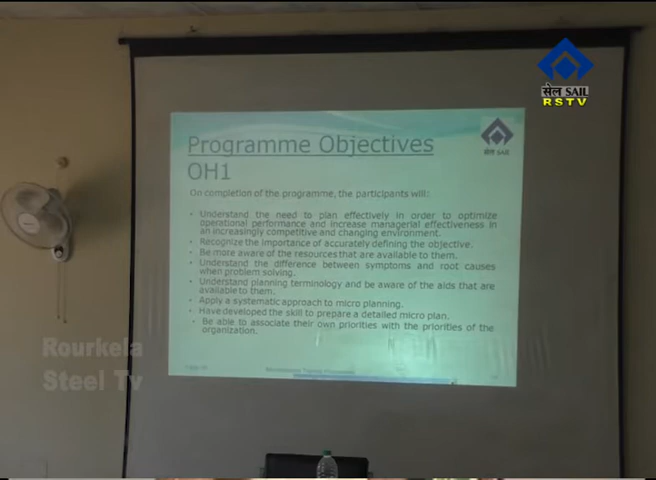 सेल SAIL
RSTV
Programme Objectives
OH1
सेल SAIL
On completion of the programme, the participants will:
Understand the need to plan effectively in order to optimize
operational performance and increase managerial effectiveness in
an increasingly competitive and changing environment.
Recognize the importance of accurately defining the objective.
Be more aware of the resources that are available to them.
Understand the difference between symptoms and root causes
when problem solving.
Understand planning terminology and be aware of the aids that are
available to them.
Apply a systematic approach to micro planning.
Have developed the skill to prepare a detailed micro plan.
Be able to associate their own priorities with the priorities of the
organization.
Rourkela
Steel Tv